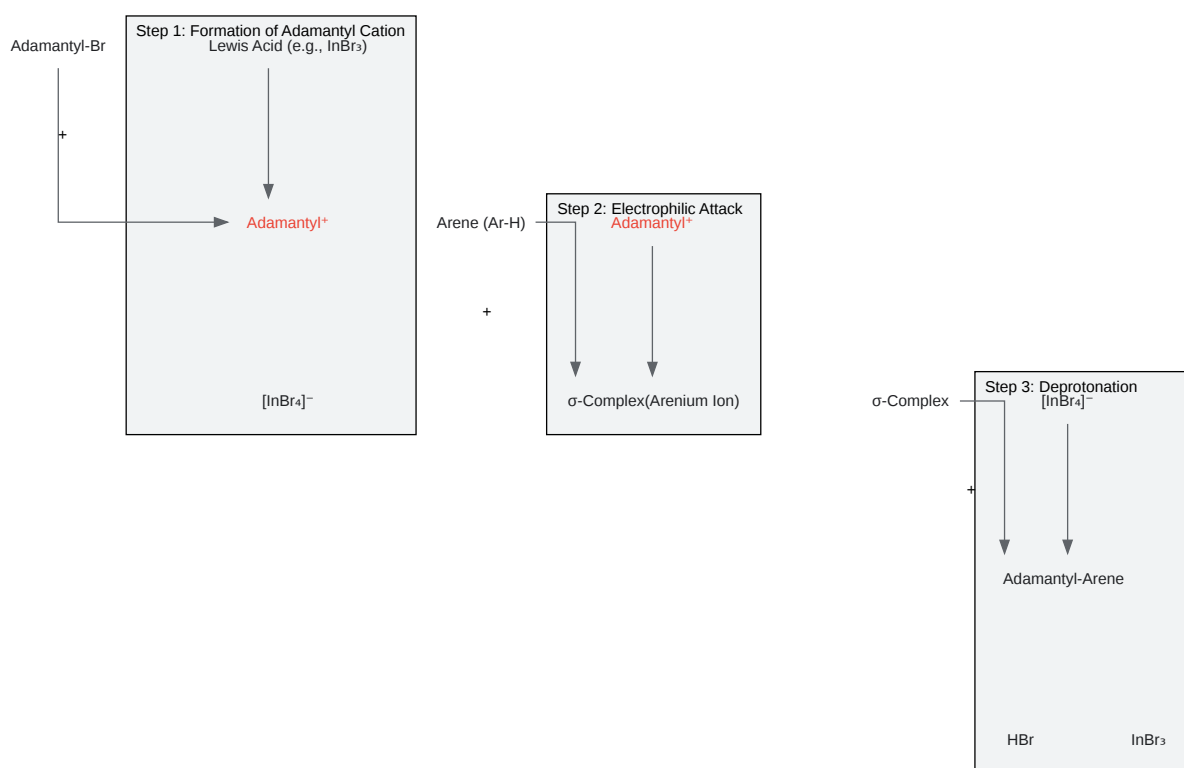 Step 1: Formation of Adamantyl Cation
Adamantyl-Br
Lewis Acid (e.g., InBr₃)
+
Adamantyl⁺
[InBr₄]⁻
Step 2: Electrophilic Attack
Arene (Ar-H)
Adamantyl⁺
+
σ-Complex(Arenium Ion)
Step 3: Deprotonation
σ-Complex
[InBr₄]⁻
+
Adamantyl-Arene
HBr
InBr₃